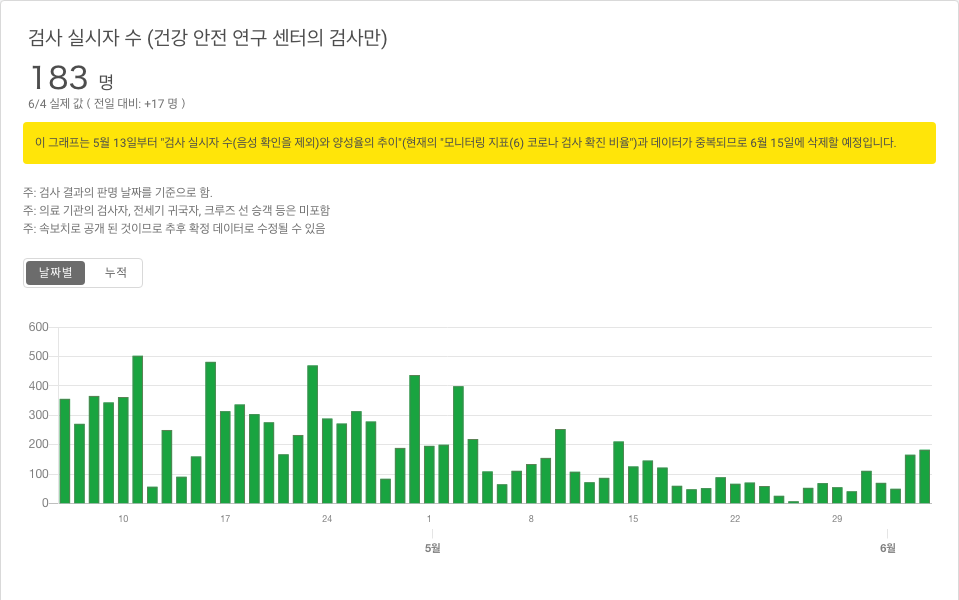 검사 실시자 수 (건강 안전 연구 센터의 검사만)
183 명
6/4 실제 값 ( 전일 대비: +17 명 )
이 그래프는 5월 13일부터 "검사 실시자 수(음성 확인을 제외)와 양성율의 추이"(현재의 "모니터링 지표(6) 코로나 검사 확진 비율")과 데이터가 중복되므로 6월 15일에 삭제할 예정입니다.
주: 검사 결과의 판명 날짜를 기준으로 함.
주: 의료 기관의 검사자, 전세기 귀국자, 크루즈 선 승객 등은 미포함
주: 속보치로 공개 된 것이므로 추후 확정 데이터로 수정될 수 있음
날짜별 누적
600
500
400
300
200
100
0
10 17 24 1 8 15 22 29
5월 6월